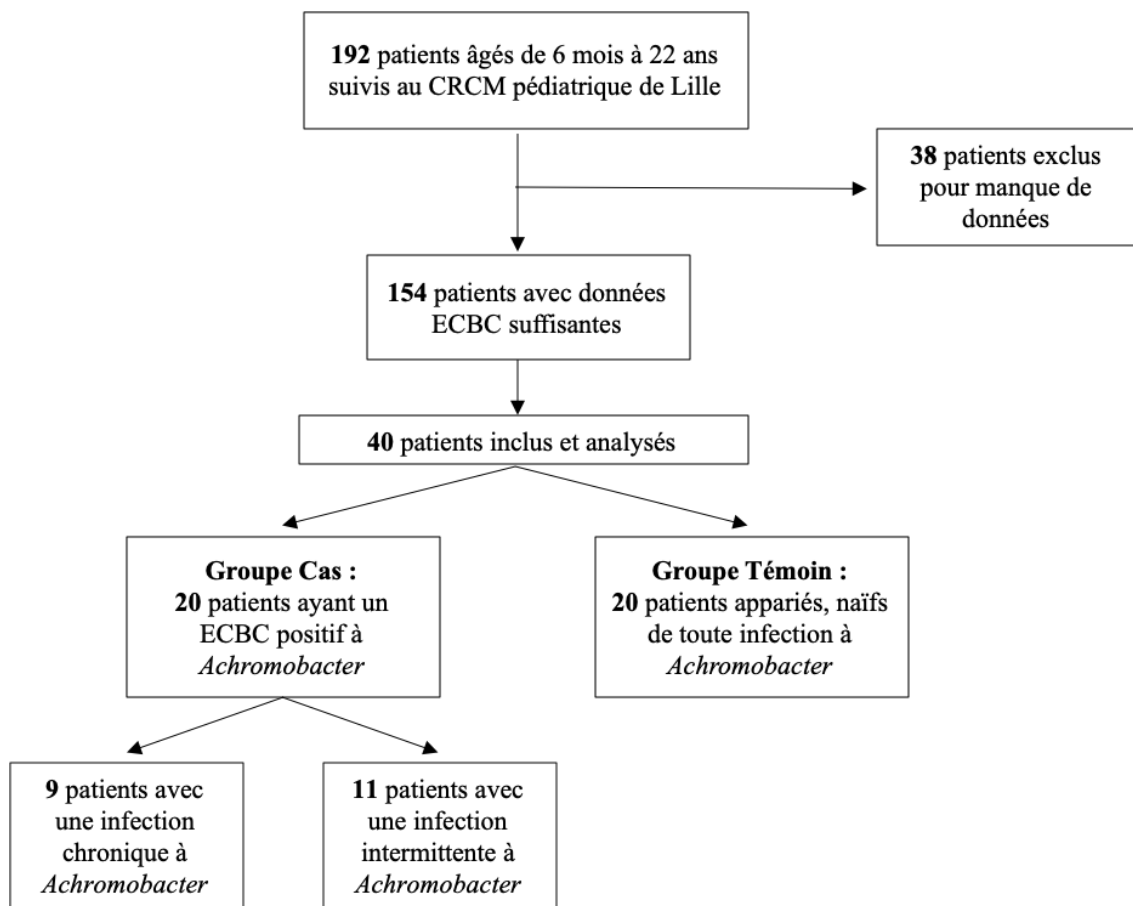 192 patients âgés de 6 mois à 22 ans
suivis au CRCM pédiatrique de Lille
38 patients exclus
pour manque de
données
154 patients avec données
ECBC suffisantes
40 patients inclus et analysés
Groupe Cas :
20 patients ayant un
ECBC positif à
Achromobacter
Groupe Témoin :
20 patients appariés, naïfs
de toute infection à
Achromobacter
9 patients avec
une infection
chronique à
Achromobacter
11 patients avec
une infection
intermittente à
Achromobacter